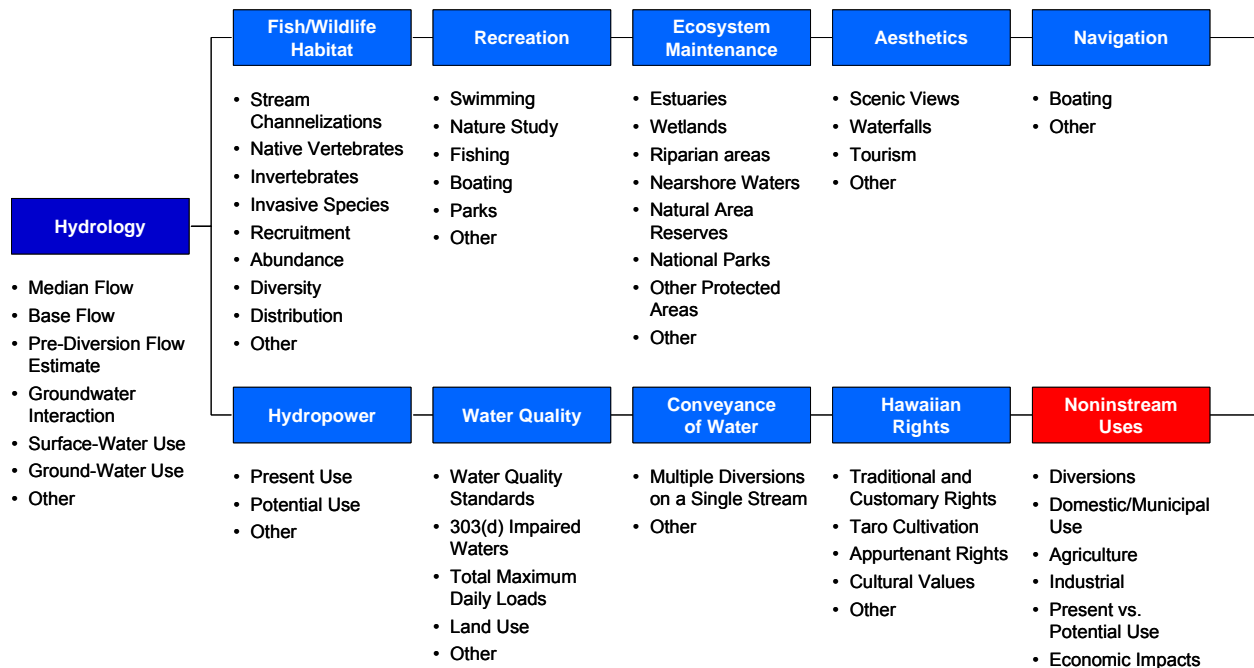 Hydrology
• Median Flow
• Base Flow
• Pre-Diversion Flow
Estimate
• Groundwater
Interaction
• Surface-Water Use
• Ground-Water Use
• Other
Fish/Wildlife
Habitat
• Stream
Channelizations
• Native Vertebrates
• Invertebrates
• Invasive Species
• Recruitment
• Abundance
• Diversity
• Distribution
• Other
Recreation
• Swimming
• Nature Study
• Fishing
• Boating
• Parks
• Other
Ecosystem
Maintenance
• Estuaries
• Wetlands
• Riparian areas
• Nearshore Waters
• Natural Area
Reserves
• National Parks
• Other Protected
Areas
• Other
Aesthetics
• Scenic Views
• Waterfalls
• Tourism
• Other
Navigation
• Boating
• Other
Hydropower
• Present Use
• Potential Use
• Other
Water Quality
• Water Quality
Standards
• 303(d) Impaired
Waters
• Total Maximum
Daily Loads
• Land Use
• Other
Conveyance
of Water
• Multiple Diversions
on a Single Stream
• Other
Hawaiian
Rights
• Traditional and
Customary Rights
• Taro Cultivation
• Appurtenant Rights
• Cultural Values
• Other
Noninstream
Uses
• Diversions
• Domestic/Municipal
Use
• Agriculture
• Industrial
• Present vs.
Potential Use
• Economic Impacts